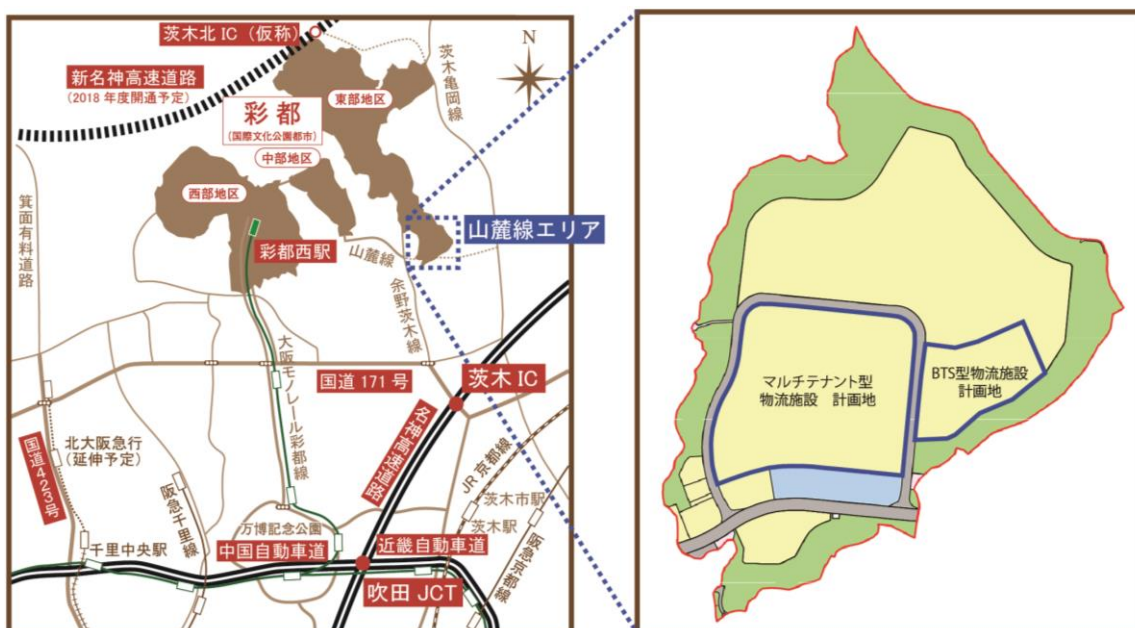 茨木北IC（仮称）
N
新名神高速道路
（2018年度開通予定）
茨木亀岡線
東部地区
彩都
（国際文化公園都市）
中部地区
西部地区
箕面有料道路
山麓線エリア
彩都西駅
山麓線
余野茨木線
大阪モノレール彩都線
国道171号
茨木IC
名神高速道路
北大阪急行
（延伸予定）
国道423号
阪急千里線
JR京都線
茨木市駅
茨木駅
万博記念公園
千里中央駅
中国自動車道
近畿自動車道
阪急京都線
吹田JCT
マルチテナント型
物流施設　計画地
BTS型物流施設
計画地